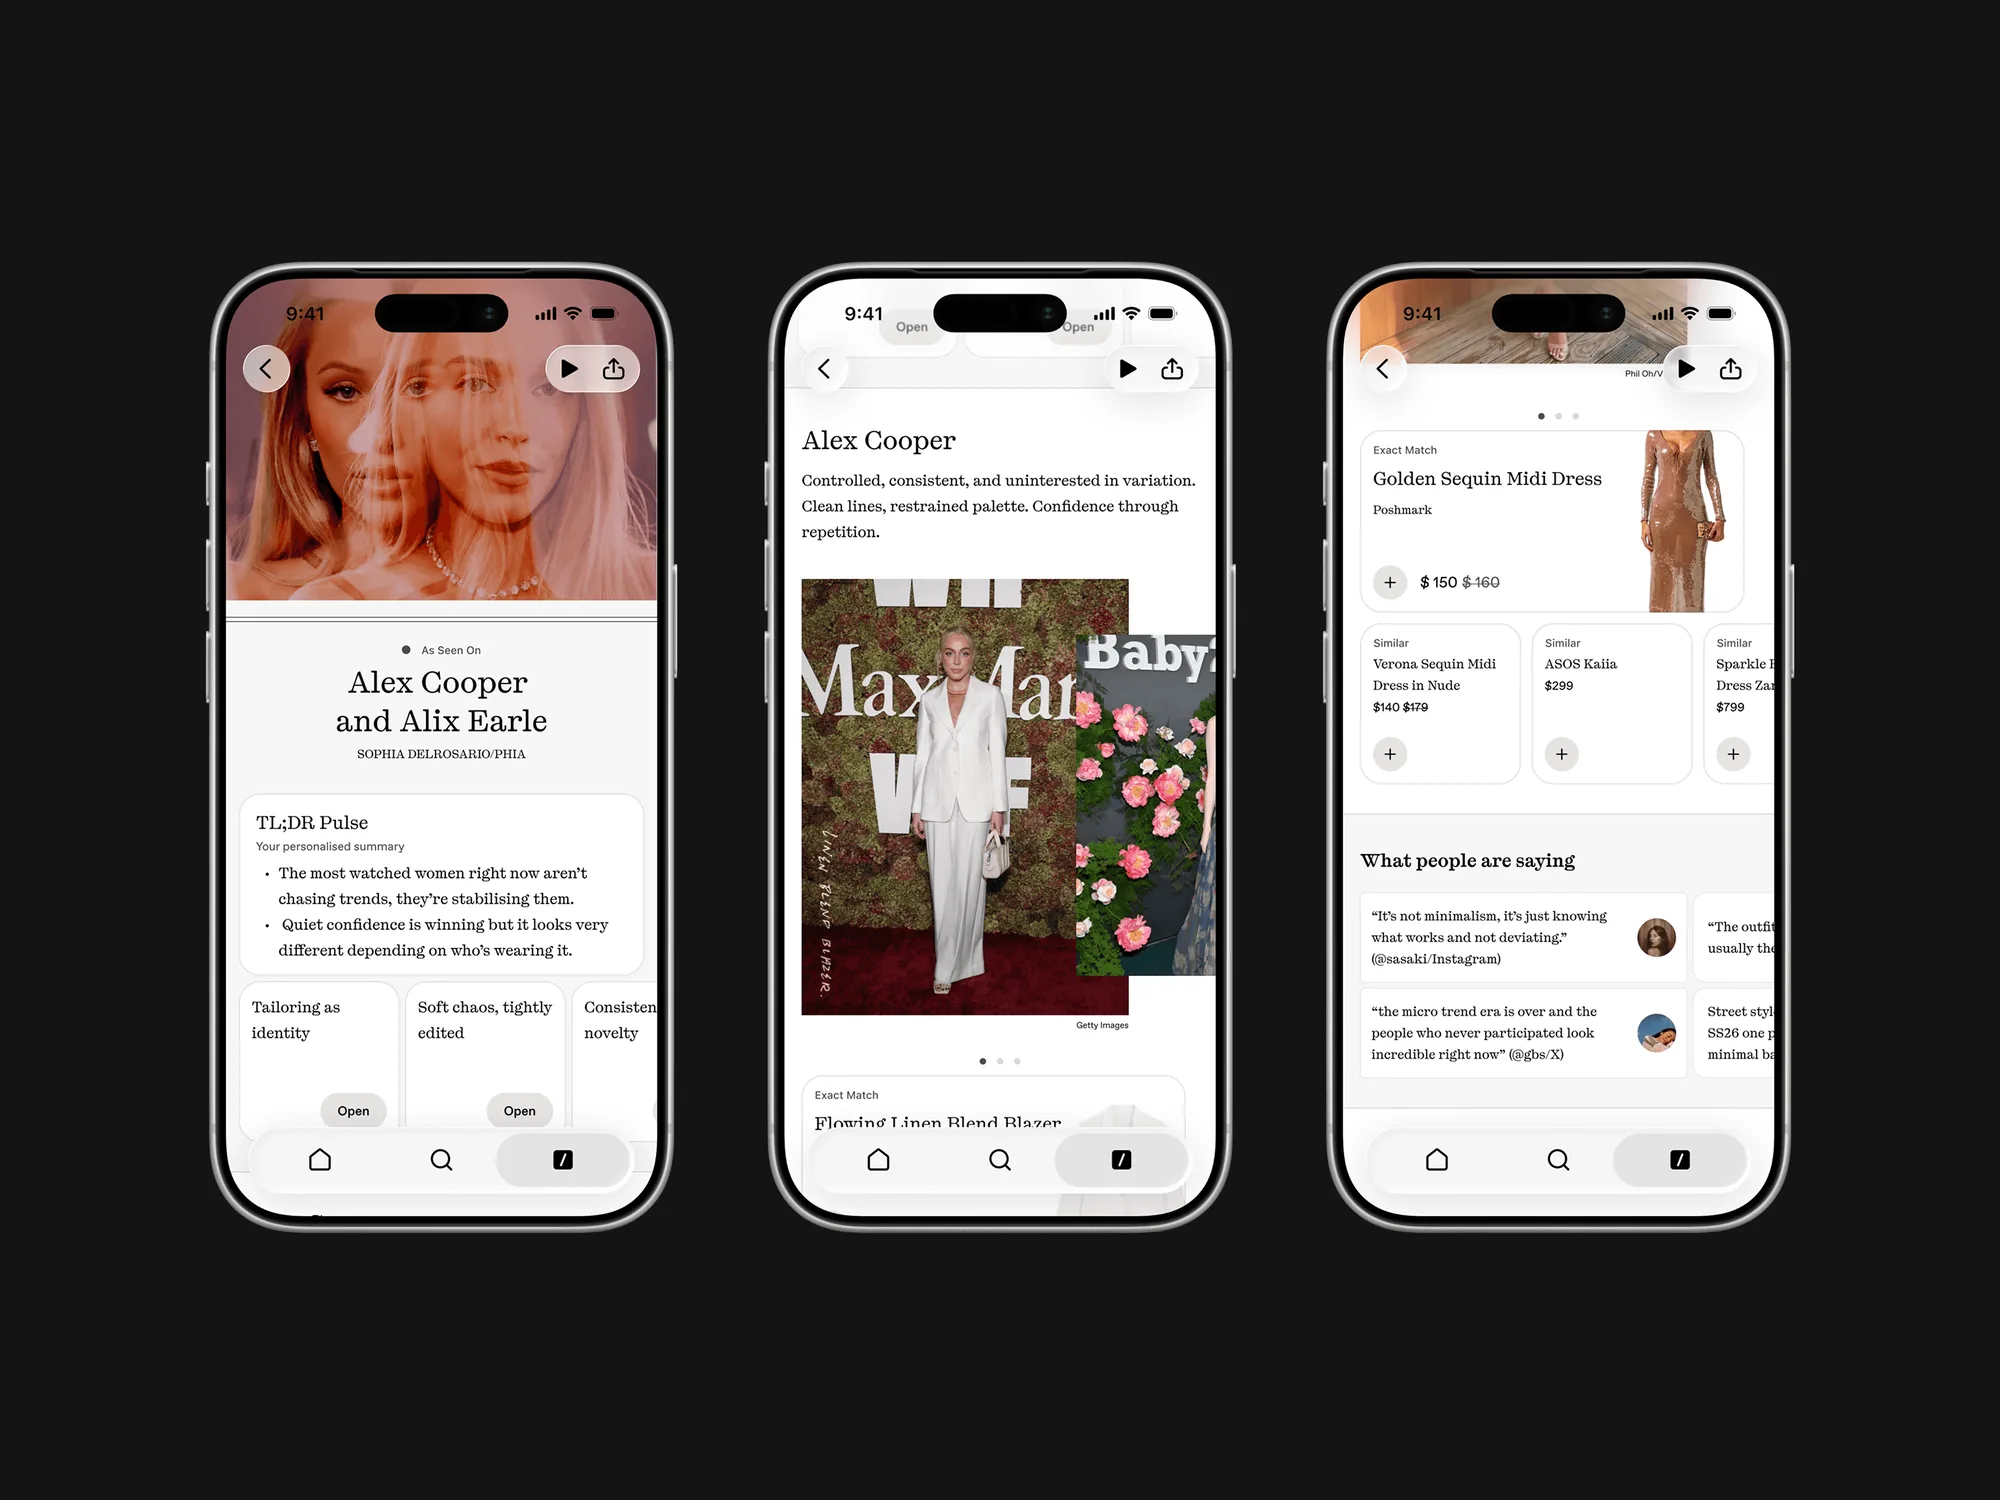 9:41
As Seen On
Alex Cooper
and Alix Earle
SOPHIA DELROSARIO/PHIA
TL;DR Pulse
Your personalised summary
• The most watched women right now aren’t
chasing trends, they’re stabilising them.
• Quiet confidence is winning but it looks very
different depending on who’s wearing it.
Tailoring as
identity
Open
Soft chaos, tightly
edited
Open
Consisten
novelty
9:41
Open
Open
Alex Cooper
Controlled, consistent, and uninterested in variation.
Clean lines, restrained palette. Confidence through
repetition.
Max Mar
WIF
Baby2
LINEN BLEND BLAZER.
Getty Images
Exact Match
Flowing Linen Blend Blazer
9:41
Phil Oh/V
Exact Match
Golden Sequin Midi Dress
Poshmark
$ 150 $ 160
Similar
Verona Sequin Midi
Dress in Nude
$140 $179
Similar
ASOS Kaiia
$299
Similar
Sparkle
Dress Zar
$799
What people are saying
“It’s not minimalism, it’s just knowing
what works and not deviating.”
(@sasaki/Instagram)
“The outfit
usually the
“the micro trend era is over and the
people who never participated look
incredible right now” (@gbs/X)
Street styl
SS26 one p
minimal ba